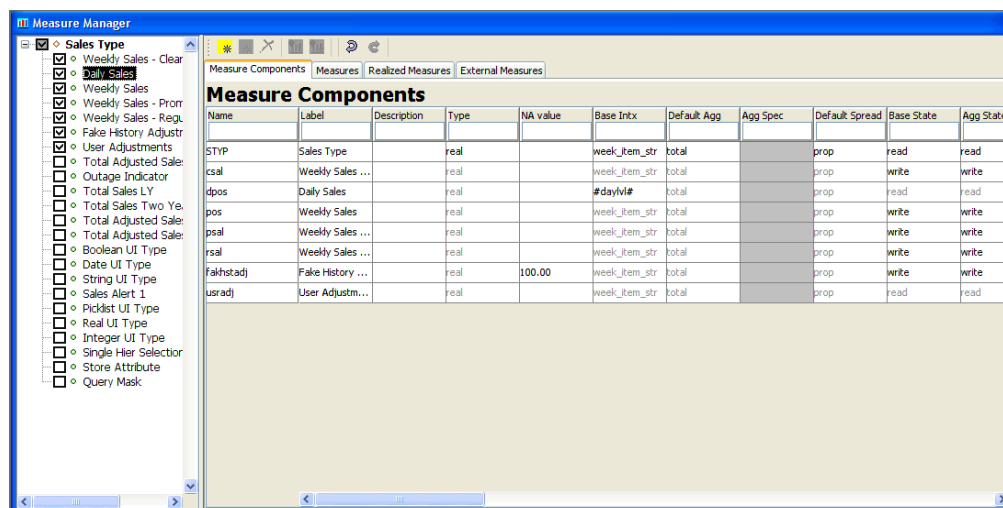 Measure Manager
Sales Type
Weekly Sales - Clear
Daily Sales
Weekly Sales
Weekly Sales - Prom
Weekly Sales - Regu
Fake History Adjustr
User Adjustments
Total Adjusted Sale
Outage Indicator
Total Sales LY
Total Sales Two Ye
Total Adjusted Sale
Total Adjusted Sale
Boolean UI Type
Date UI Type
String UI Type
Sales Alert 1
Picklist UI Type
Real UI Type
Integer UI Type
Single Hier Selection
Store Attribute
Query Mask
Measure Components Measures Realized Measures External Measures
Measure Components
Name Label Description Type NA value Base Intx Default Agg Agg Spec Default Spread Base State Agg State
STYP Sales Type real week_item_str total prop read read
csal Weekly Sales ... real week_item_str total prop write write
dpos Daily Sales real #daylvl# total prop read read
pos Weekly Sales real week_item_str total prop write write
psal Weekly Sales ... real week_item_str total prop write write
rsal Weekly Sales ... real week_item_str total prop write write
fakhstadj Fake History ... real 100.00 week_item_str total prop write write
usradj User Adjustm... real week_item_str total prop read read